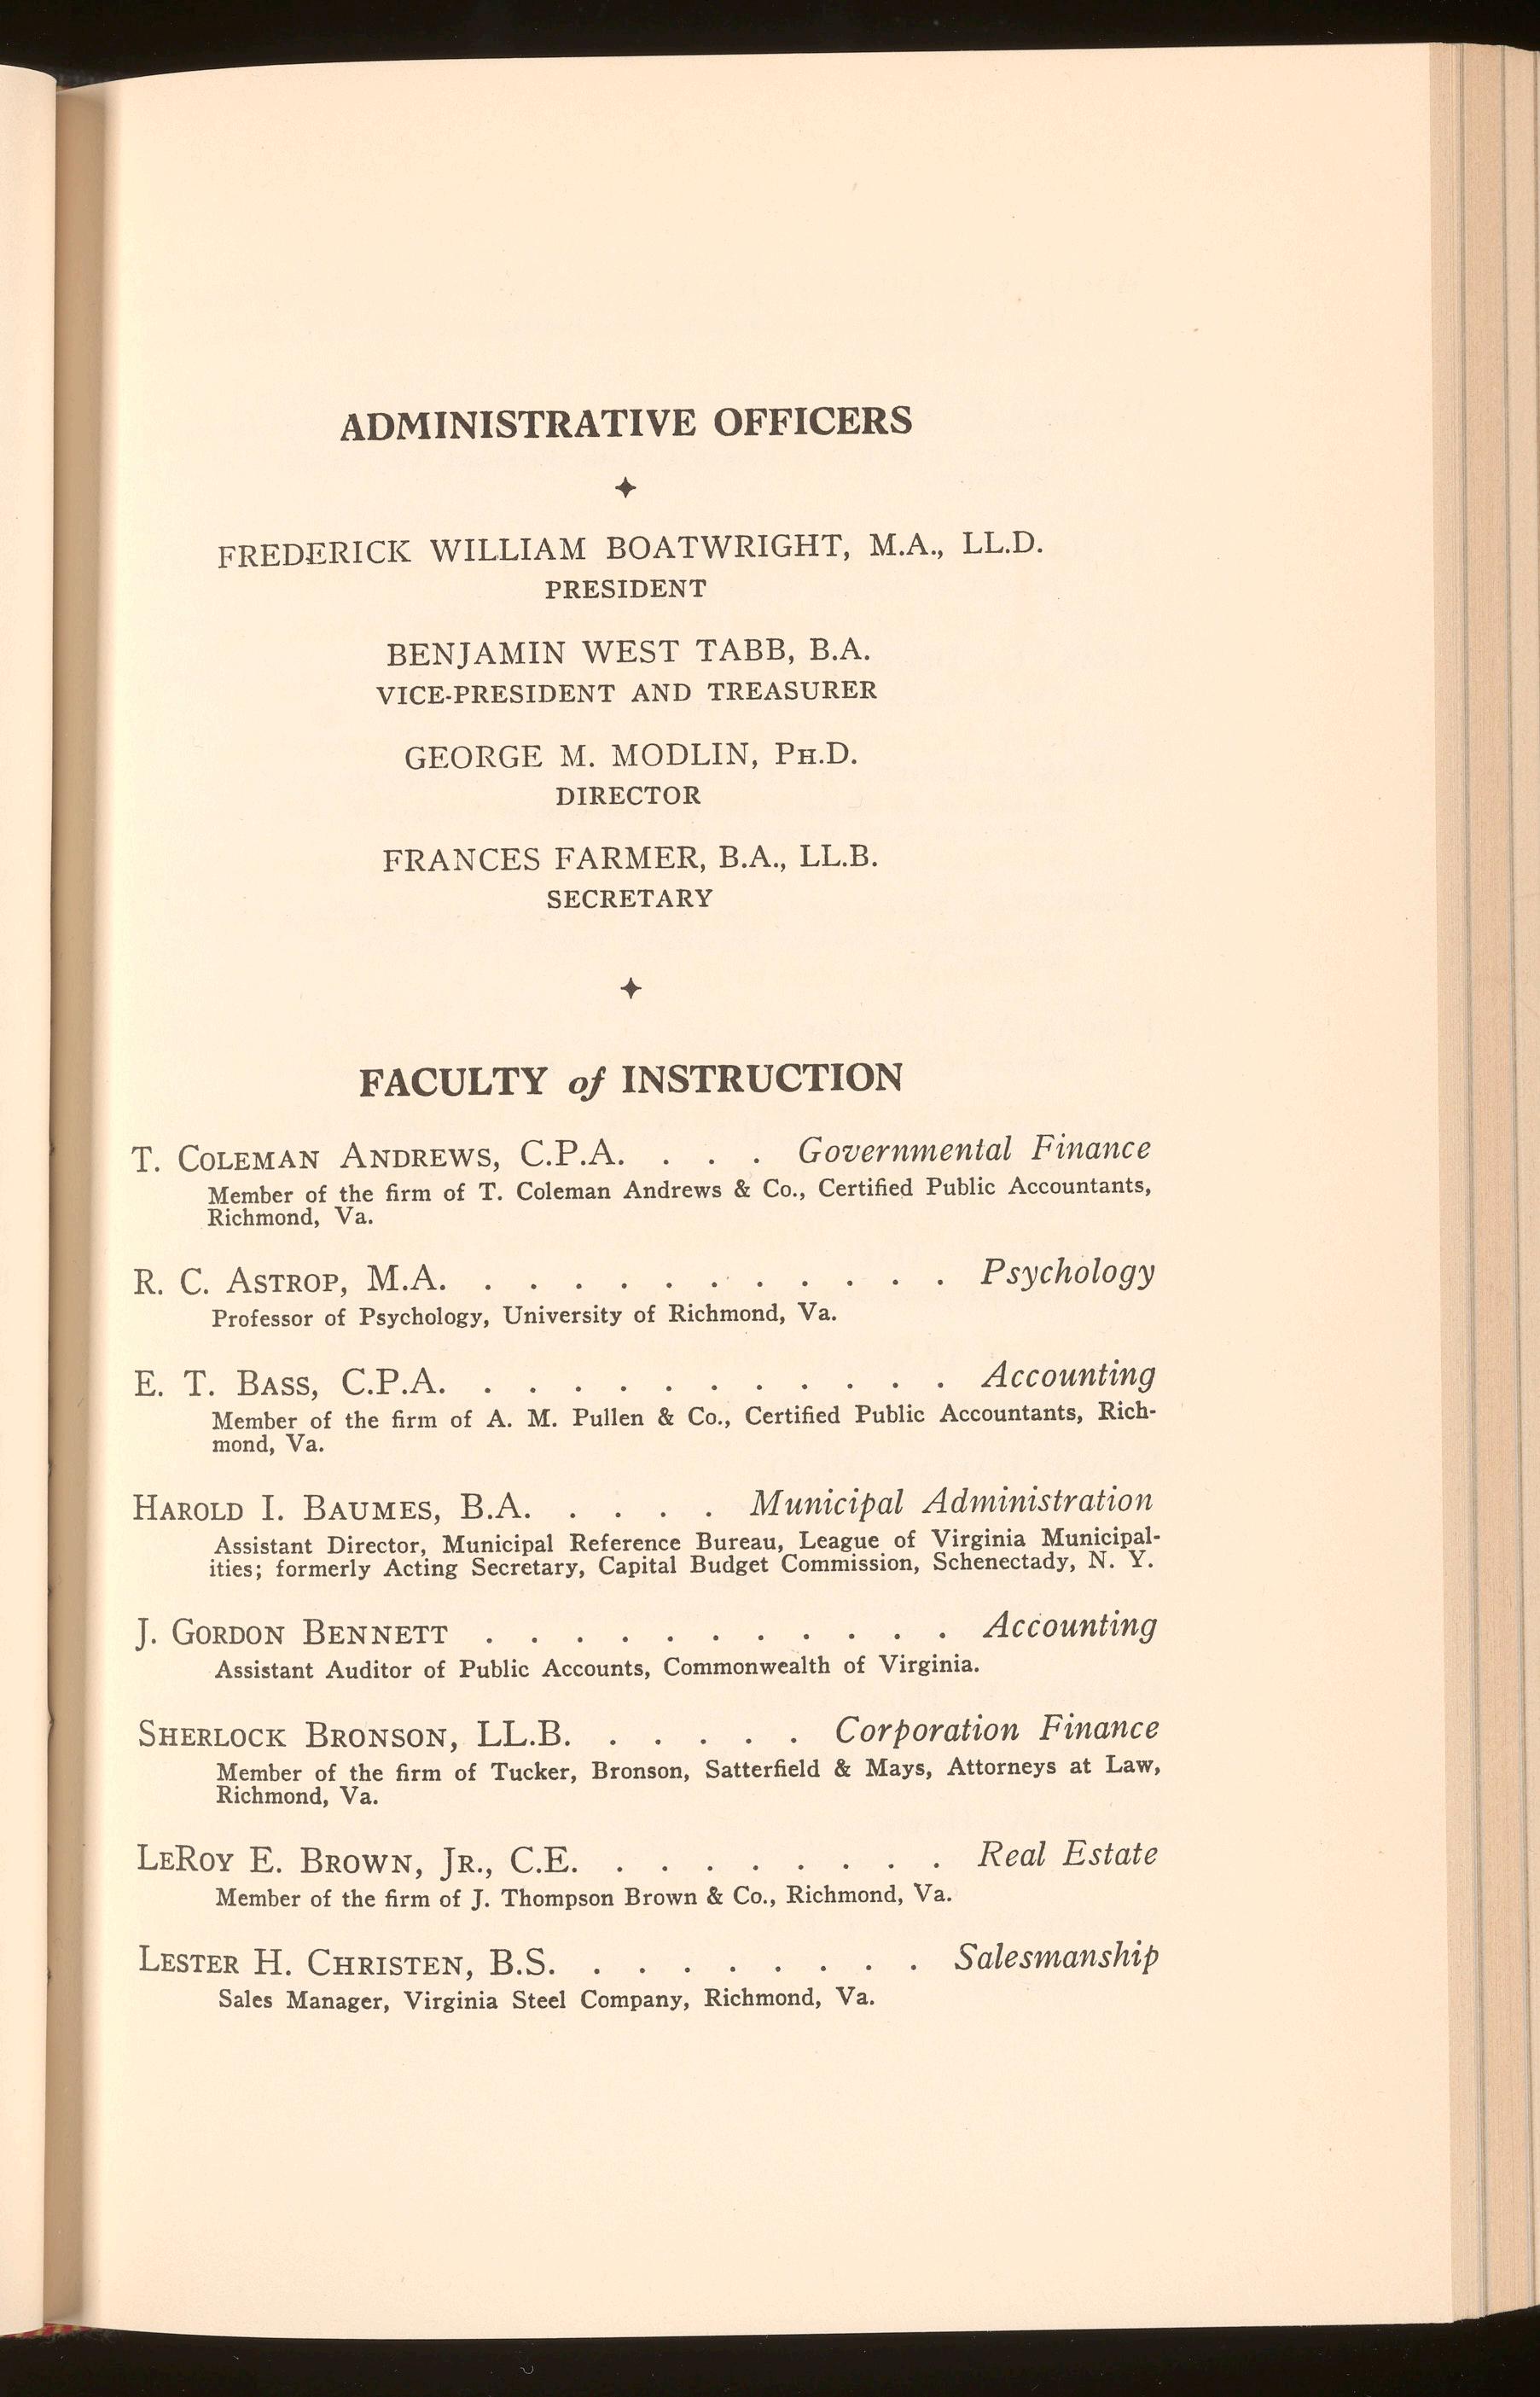 ADMINISTRATIVE OFFICERS
FREDERICK WILLIAM BOATWRIGHT, M.A., LL.D.
PRESIDENT
BENJAMIN WEST TABB, B.A.
VICE-PRESIDENT AND TREASURER
GEORGE M. MODLIN, PH.D.
DIRECTOR
FRANCES FARMER, B.A., LL.B.
SECRETARY
FACULTY of INSTRUCTION
T. COLEMAN ANDREWS, C.P.A. . . . Governmental Finance
Member of the firm of T. Coleman Andrews & Co., Certified Public Accountants,
Richmond, Va.
R. C. ASTROP, M.A. . . . . . . . . . . . Psychology
Professor of Psychology, University of Richmond, Va.
E. T. BASS, C.P.A. . . . . . . . . . . . Accounting
Member of the firm of A. M. Pullen & Co., Certified Public Accountants, Rich-
mond, Va.
HAROLD I. BAUMES, B.A. . . . . Municipal Administration
Assistant Director, Municipal Reference Bureau, League of Virginia Municipal-
ities; formerly Acting Secretary, Capital Budget Commission, Schenectady, N. Y.
J. GORDON BENNETT . . . . . . . . . . . Accounting
Assistant Auditor of Public Accounts, Commonwealth of Virginia.
SHERLOCK BRONSON, LL.B. . . . . . Corporation Finance
Member of the firm of Tucker, Bronson, Satterfield & Mays, Attorneys at Law,
Richmond, Va.
LEROY E. BROWN, JR., C.E. . . . . . . . . Real Estate
Member of the firm of J. Thompson Brown & Co., Richmond, Va.
LESTER H. CHRISTEN, B.S. . . . . . . . . Salesmanship
Sales Manager, Virginia Steel Company, Richmond, Va.